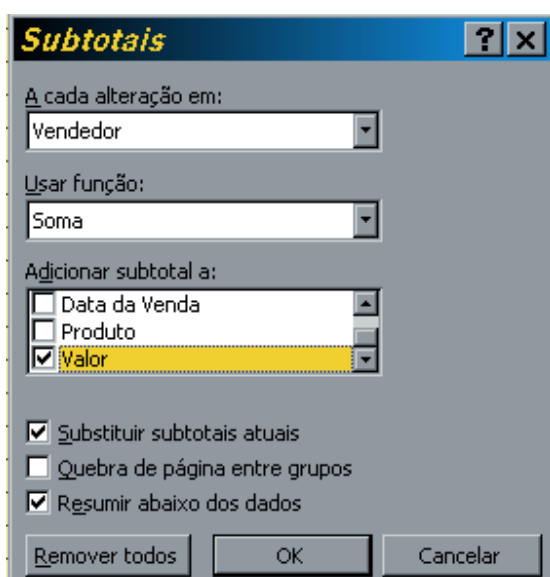 Subtotais
A cada alteração em:
Vendedor
Usar função:
Soma
Adicionar subtotal a:
Data da Venda
Produto
Valor
Substituir subtotais atuais
Quebra de página entre grupos
Resumir abaixo dos dados
Remover todos OK Cancelar